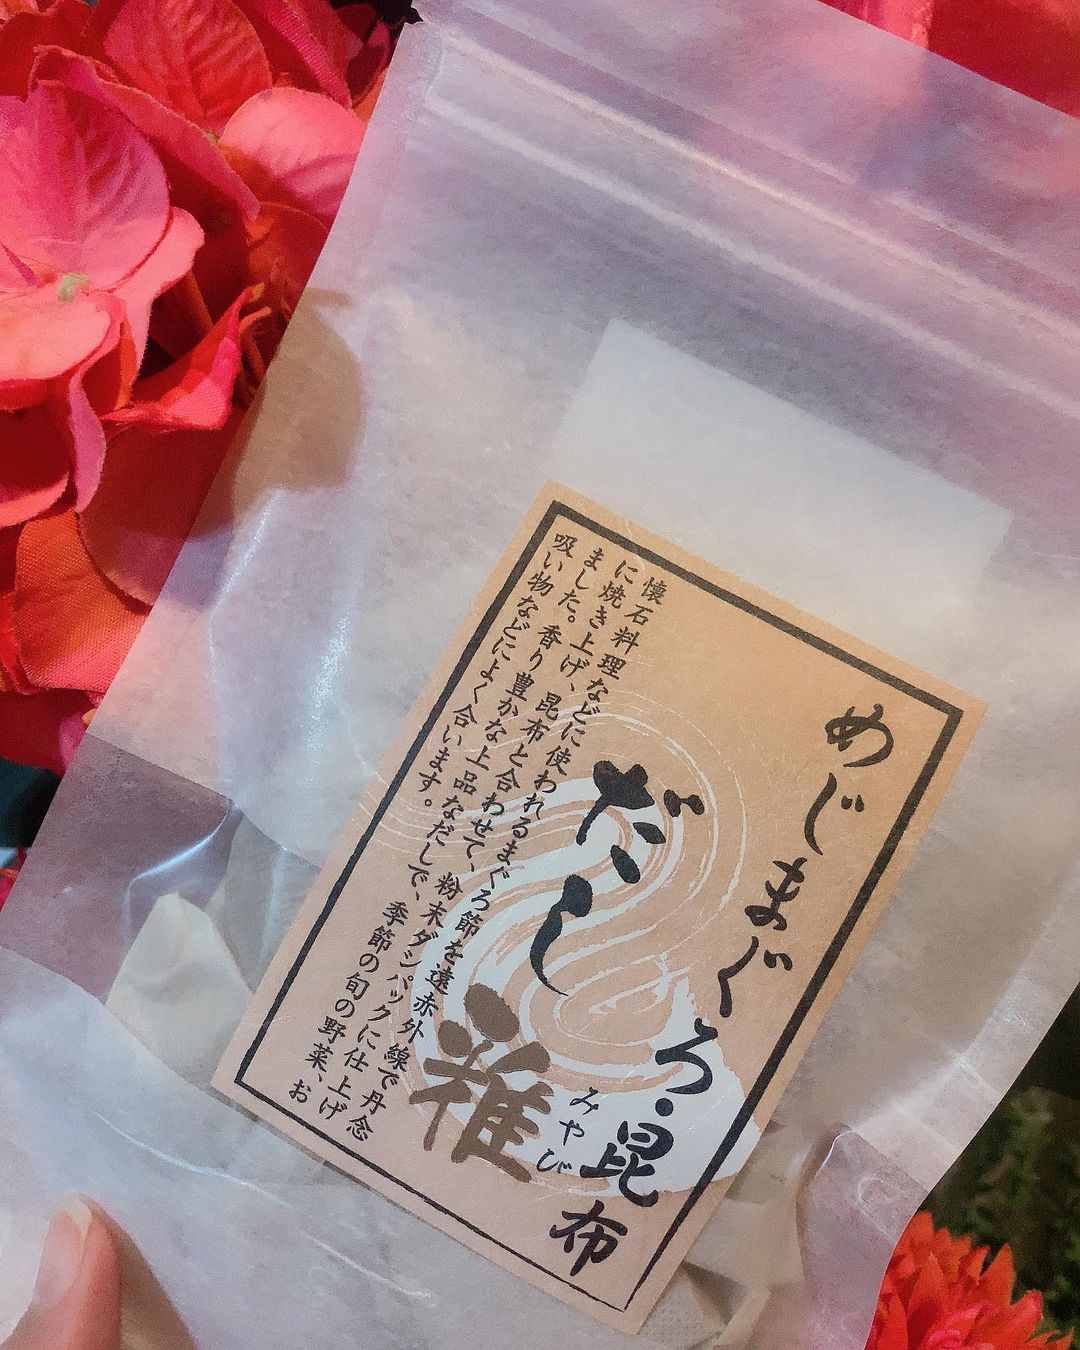 めじまぐろ・昆布
だし
雅
みやび
懐石料理などに使われるまぐろ節を遠赤外線で丹念
に焼き上げ、昆布と合わせて、粉末ダシパックに仕上げ
ました。香り豊かな上品なだしで、季節の旬の野菜、お
吸い物などによく合います。